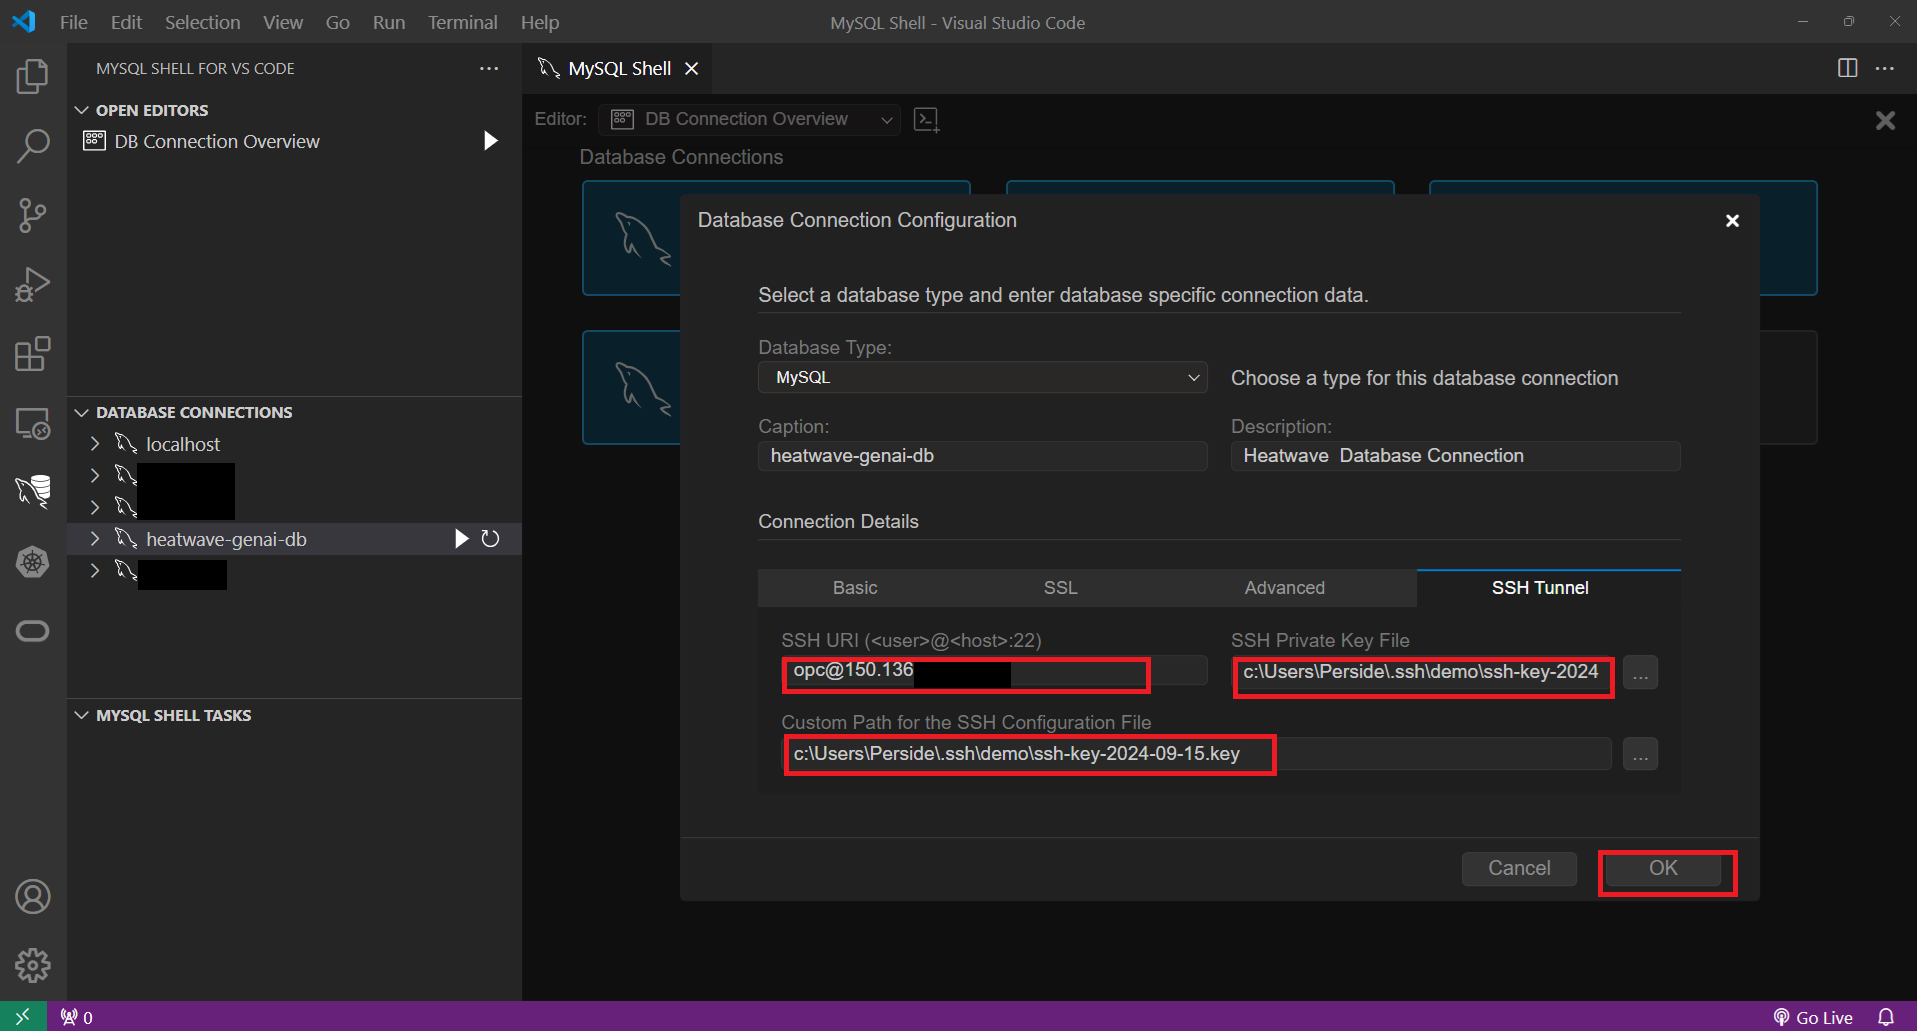 File Edit Selection View Go Run Terminal Help
MySQL Shell - Visual Studio Code
MYSQL SHELL FOR VS CODE
OPEN EDITORS
DB Connection Overview
DATABASE CONNECTIONS
localhost
heatwave-genai-db
MYSQL SHELL TASKS
MySQL Shell
Editor: DB Connection Overview
Database Connections
Database Connection Configuration
Select a database type and enter database specific connection data.
Database Type:
MySQL
Choose a type for this database connection
Caption: Description:
heatwave-genai-db Heatwave  Database Connection
Connection Details
Basic SSL Advanced SSH Tunnel
SSH URI (<user>@<host>:22) SSH Private Key File
opc@150.136 c:\Users\Perside\.ssh\demo\ssh-key-2024 ...
Custom Path for the SSH Configuration File
c:\Users\Perside\.ssh\demo\ssh-key-2024-09-15.key ...
Cancel OK
0
Go Live